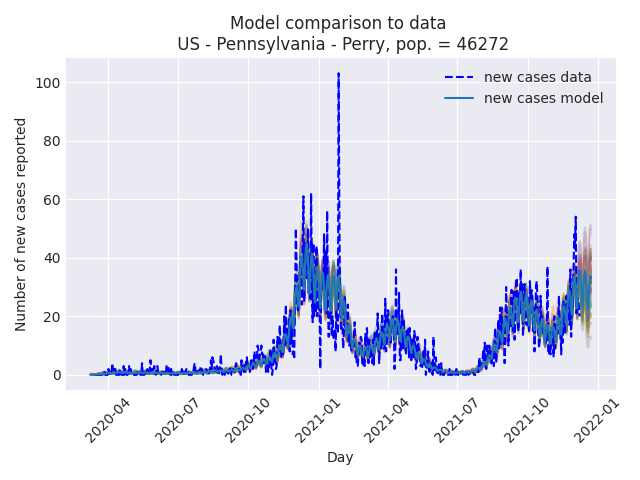 Model comparison to data
US - Pennsylvania - Perry, pop. = 46272
new cases data
new cases model
Number of new cases reported
100
80
60
40
20
0
2020-04
2020-07
2020-10
2021-01
2021-04
2021-07
2021-10
2022-01
Day